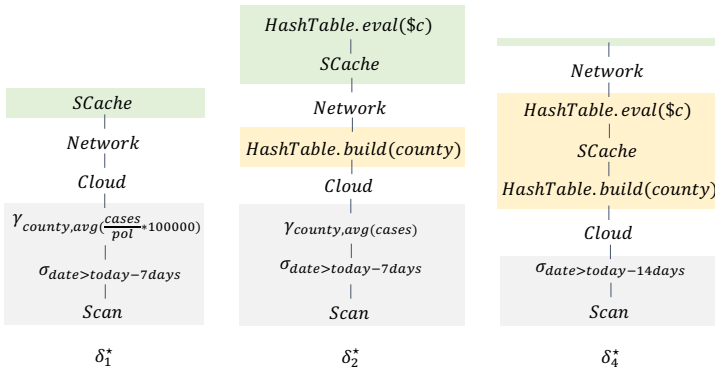 SCache
Network
Cloud
γcounty,avg(cases/pol*100000)
σdate>today−7days
Scan
δ₁*
HashTable.eval($c)
SCache
Network
HashTable.build(county)
Cloud
γcounty,avg(cases)
σdate>today−7days
Scan
δ₂*
Network
HashTable.eval($c)
SCache
HashTable.build(county)
Cloud
σdate>today−14days
Scan
δ₄*